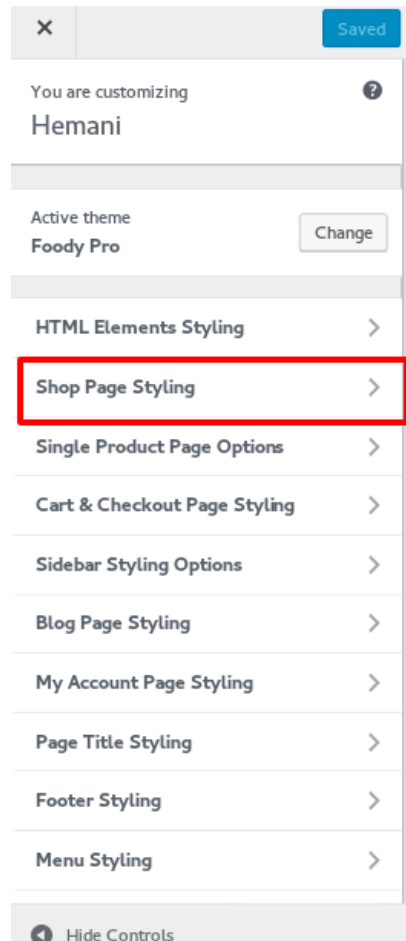 Saved
You are customizing
Hemani
Active theme
Foody Pro
Change
HTML Elements Styling
Shop Page Styling
Single Product Page Options
Cart & Checkout Page Styling
Sidebar Styling Options
Blog Page Styling
My Account Page Styling
Page Title Styling
Footer Styling
Menu Styling
Hide Controls